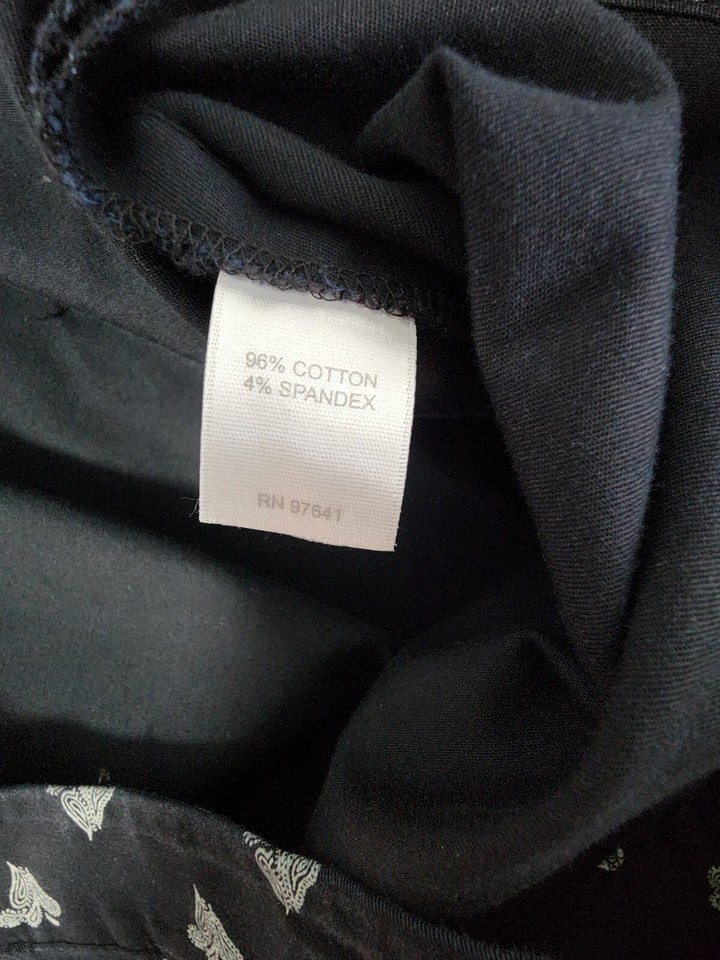 96% COTTON
4% SPANDEX
RN 97641